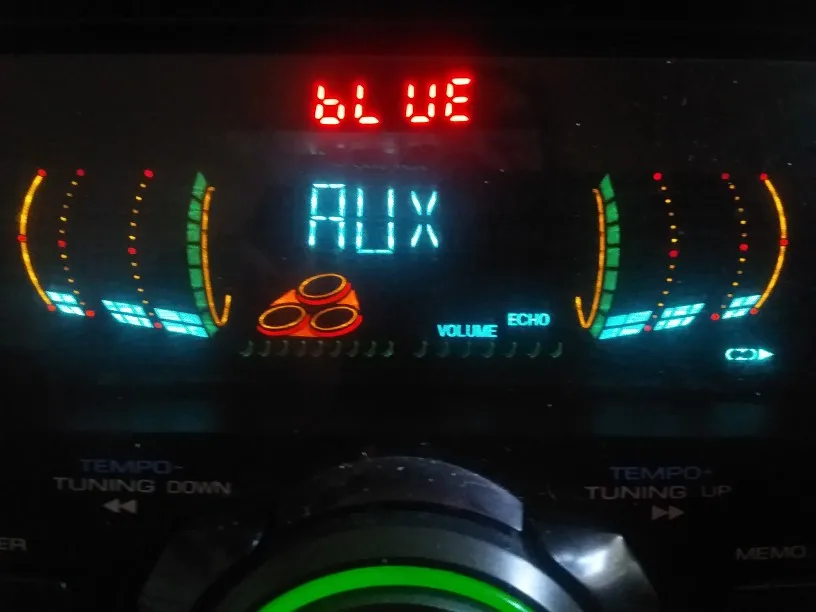 bLUE
AUX
ECHO
VOLUME
TEMPO- TEMPO+
TUNING DOWN TUNING UP
MEMO.